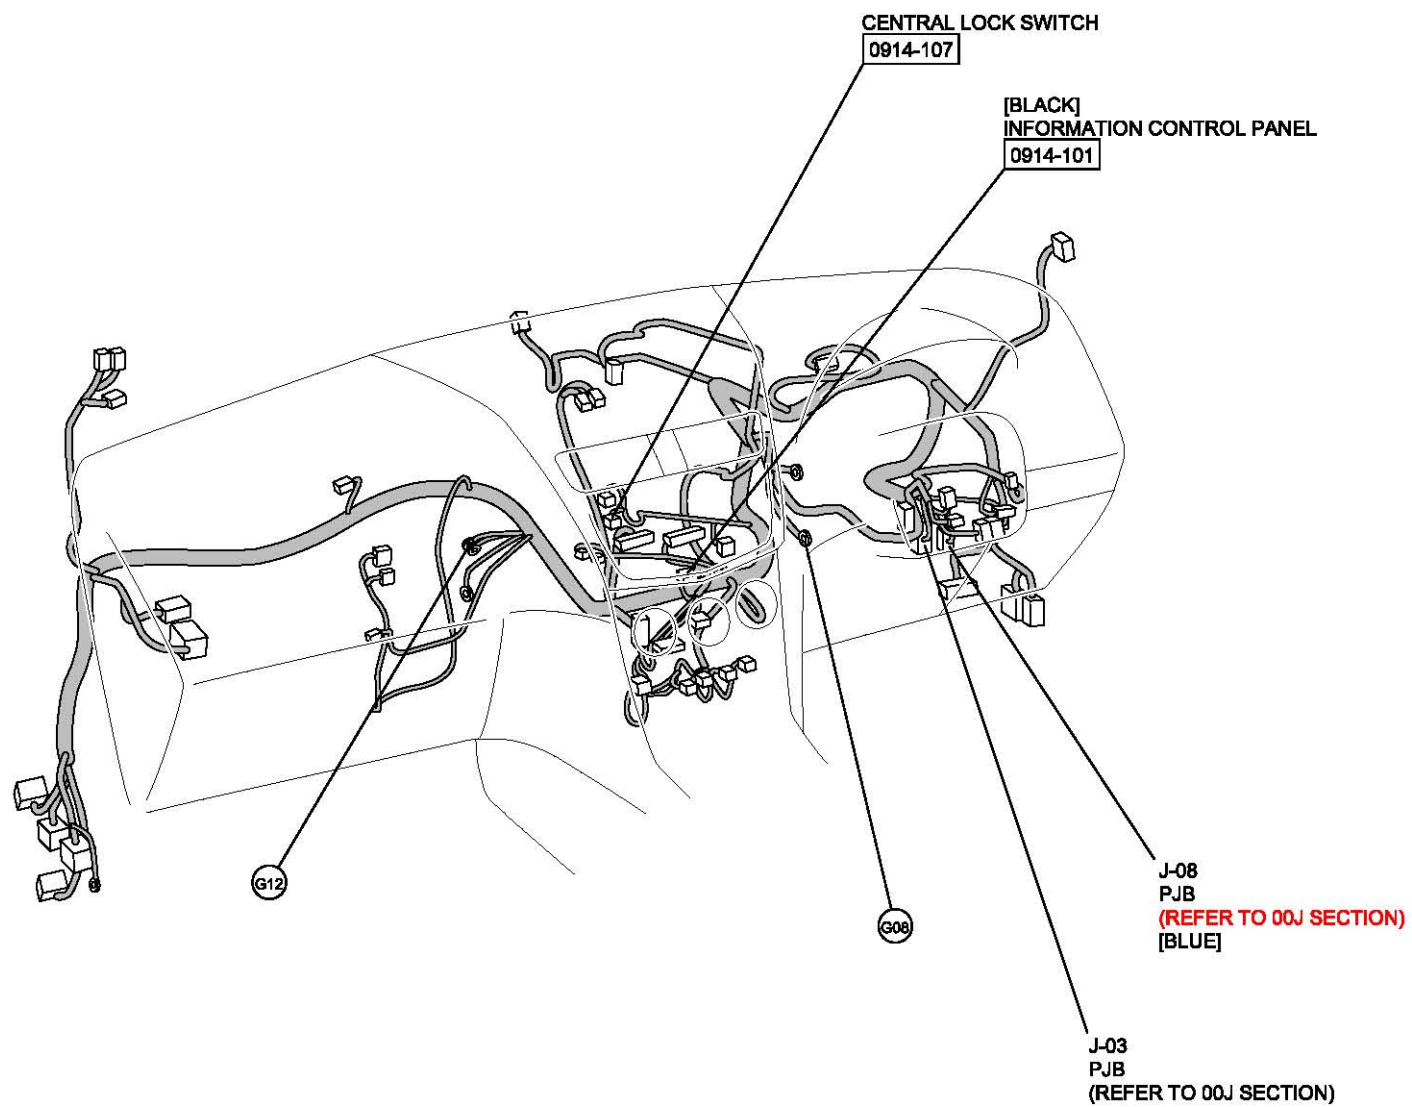 CENTRAL LOCK SWITCH
0914-107
[BLACK]
INFORMATION CONTROL PANEL
0914-101
G12
G08
J-08
PJB
(REFER TO 00J SECTION)
[BLUE]
J-03
PJB
(REFER TO 00J SECTION)